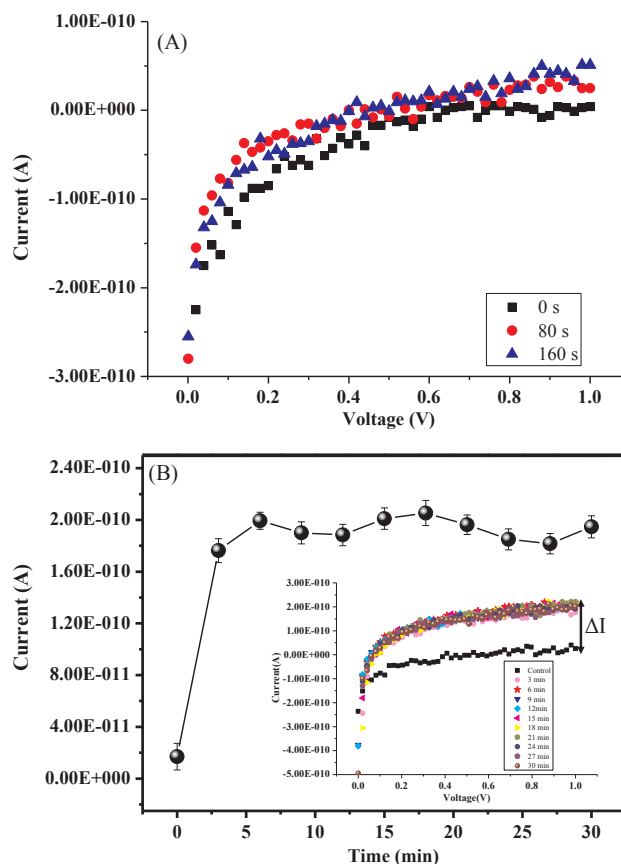 (A)
1.00E-010
0.00E+000
-1.00E-010
-2.00E-010
-3.00E-010
Current (A)
0 s
80 s
160 s
0.0 0.2 0.4 0.6 0.8 1.0
Voltage (V)
(B)
2.40E-010
2.00E-010
1.60E-010
1.20E-010
8.00E-011
4.00E-011
0.00E+000
Current (A)
3.00E-010
2.00E-010
1.00E-010
0.00E+000
-1.00E-010
-2.00E-010
-3.00E-010
-4.00E-010
-5.00E-010
Current(A)
ΔI
Control
3 min
6 min
9 min
12min
15 min
18 min
21 min
24 min
27 min
30 min
0.0 0.2 0.4 0.6 0.8 1.0
Voltage(V)
0 5 10 15 20 25 30
Time (min)